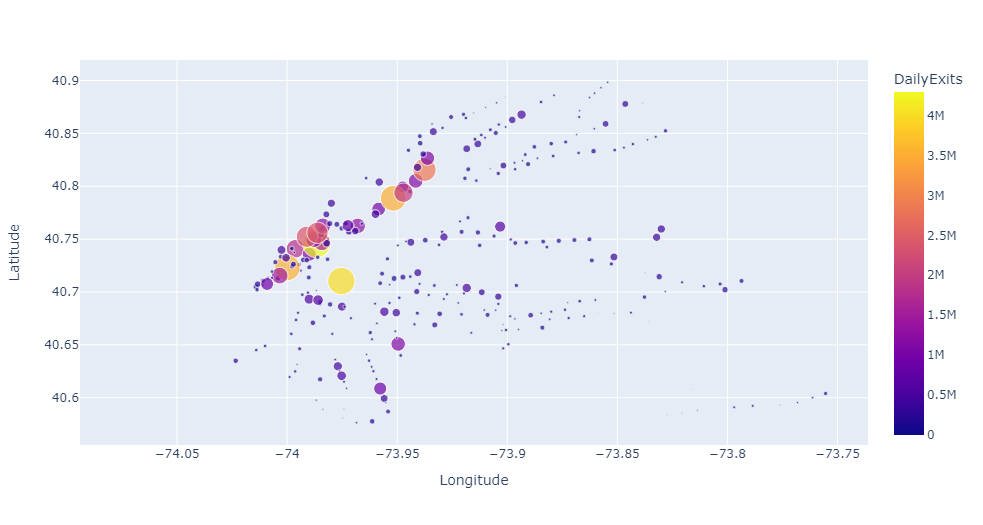 DailyExits
40.9
4M
40.85
3.5M
40.8
3M
2.5M
40.75
2M
Latitude
40.7
1.5M
1M
40.65
0.5M
40.6
0
−74.05
−74
−73.95
−73.9
−73.85
−73.8
−73.75
Longitude